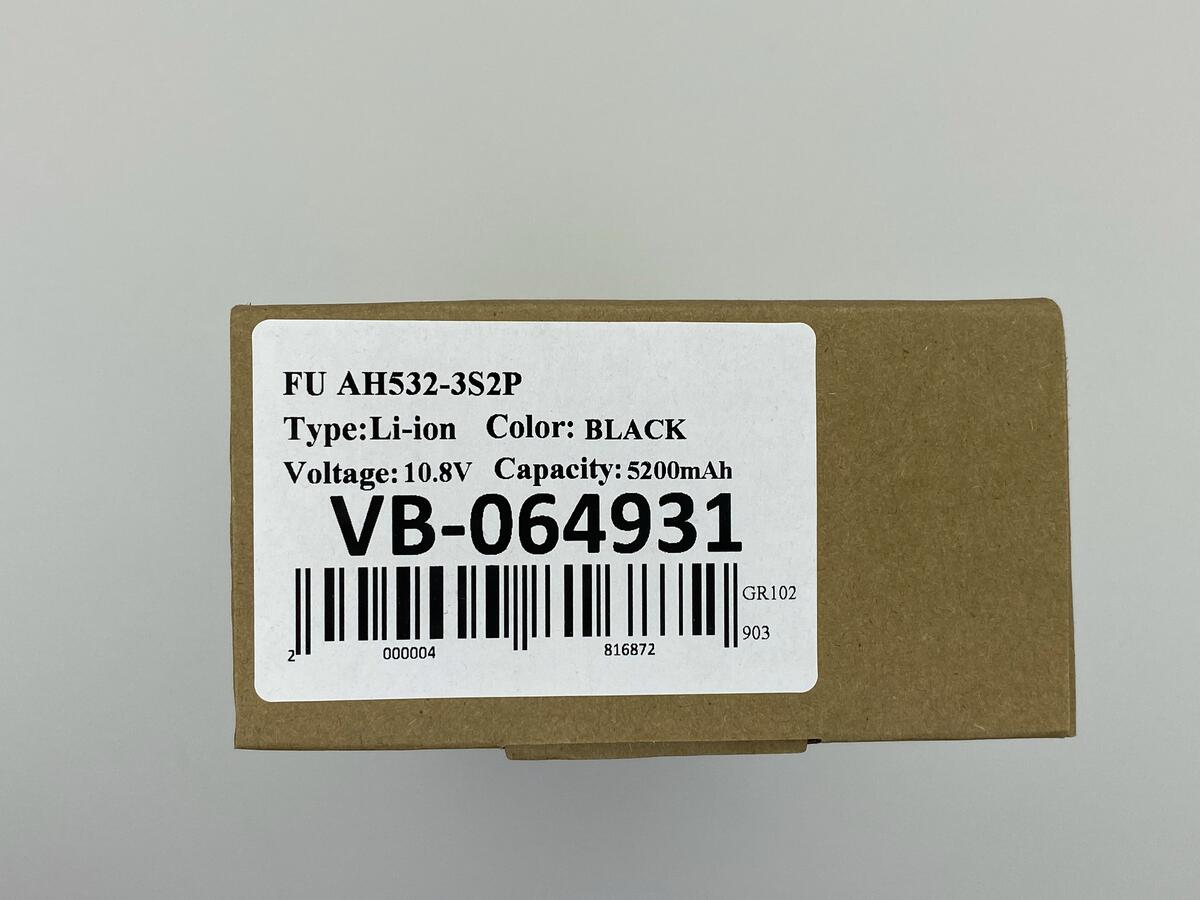 FU AH532-3S2P
Type:Li-ion Color: BLACK
Voltage: 10.8V Capacity: 5200mAh
VB-064931
GR102
903
2 000004 816872